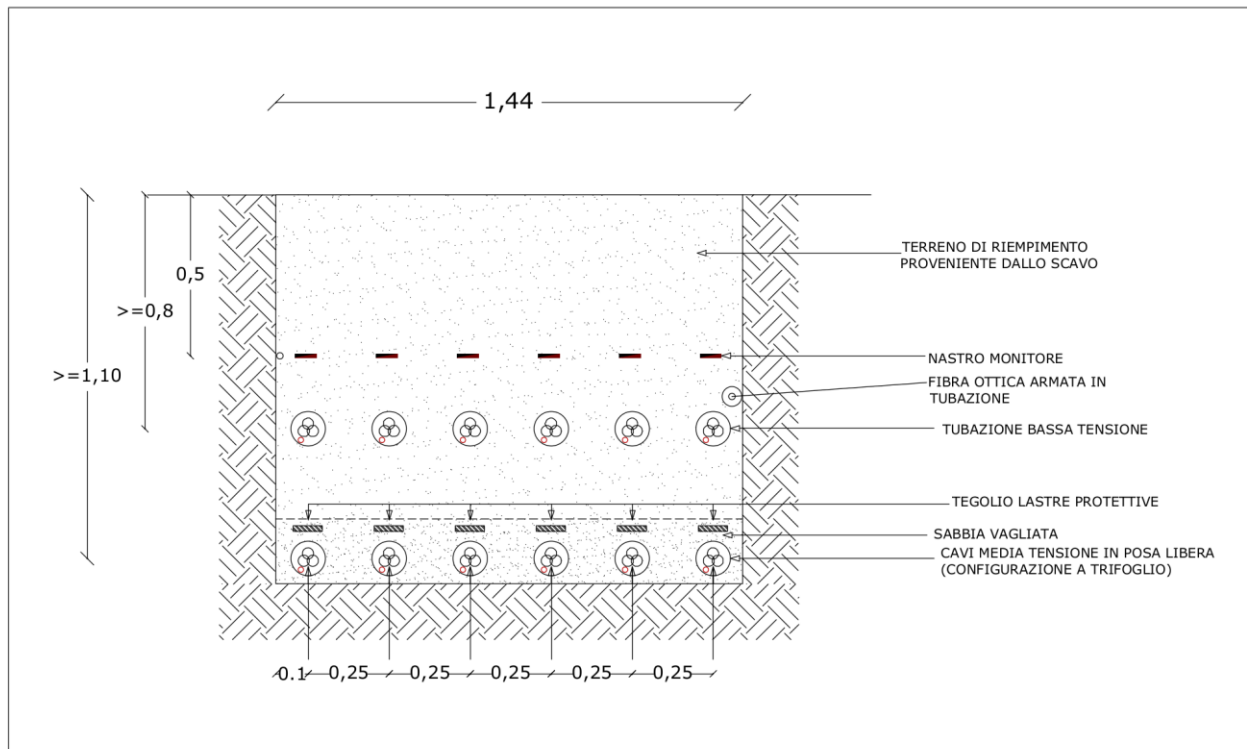 1,44
0,5
>=0,8
>=1,10
TERRENO DI RIEMPIMENTO
PROVENIENTE DALLO SCAVO
NASTRO MONITORE
FIBRA OTTICA ARMATA IN
TUBAZIONE
TUBAZIONE BASSA TENSIONE
TEGOLIO LASTRE PROTETTIVE
SABBIA VAGLIATA
CAVI MEDIA TENSIONE IN POSA LIBERA
(CONFIGURAZIONE A TRIFOGLIO)
0.1 0,25 0,25 0,25 0,25 0,25